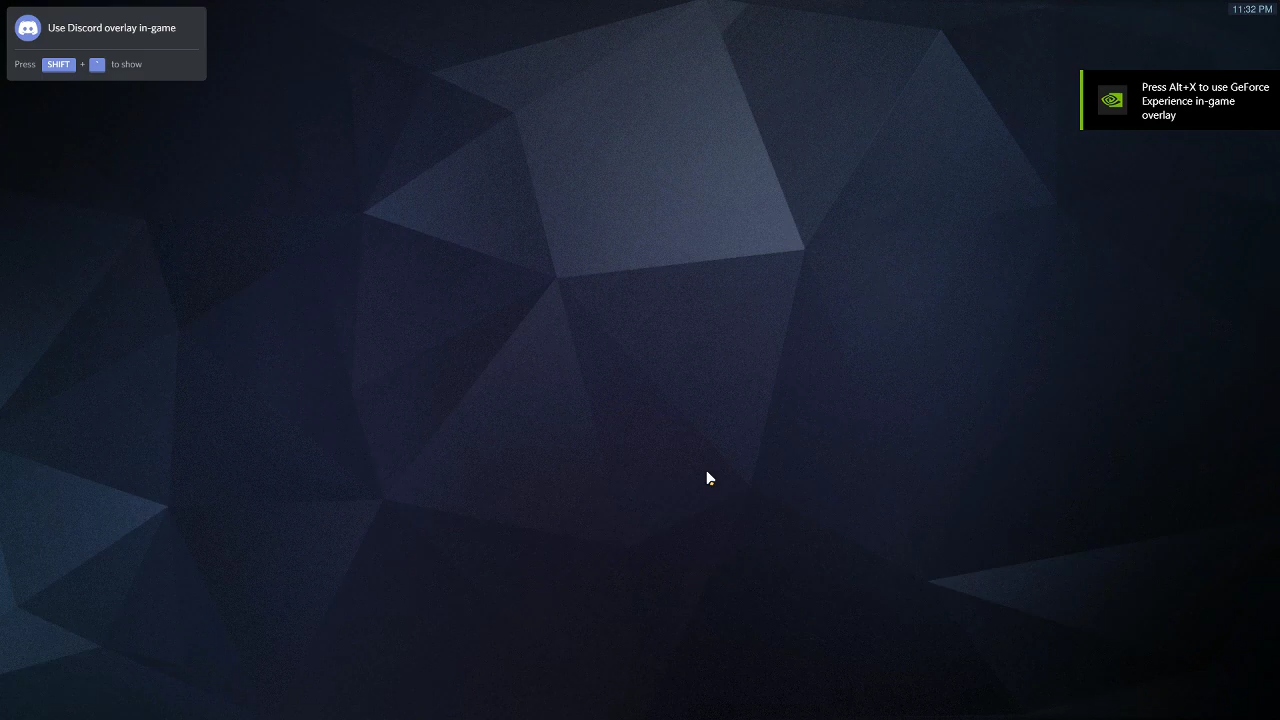 11:32 PM
Use Discord overlay in-game
Press SHIFT + ` to show
Press Alt+X to use GeForce
Experience in-game
overlay